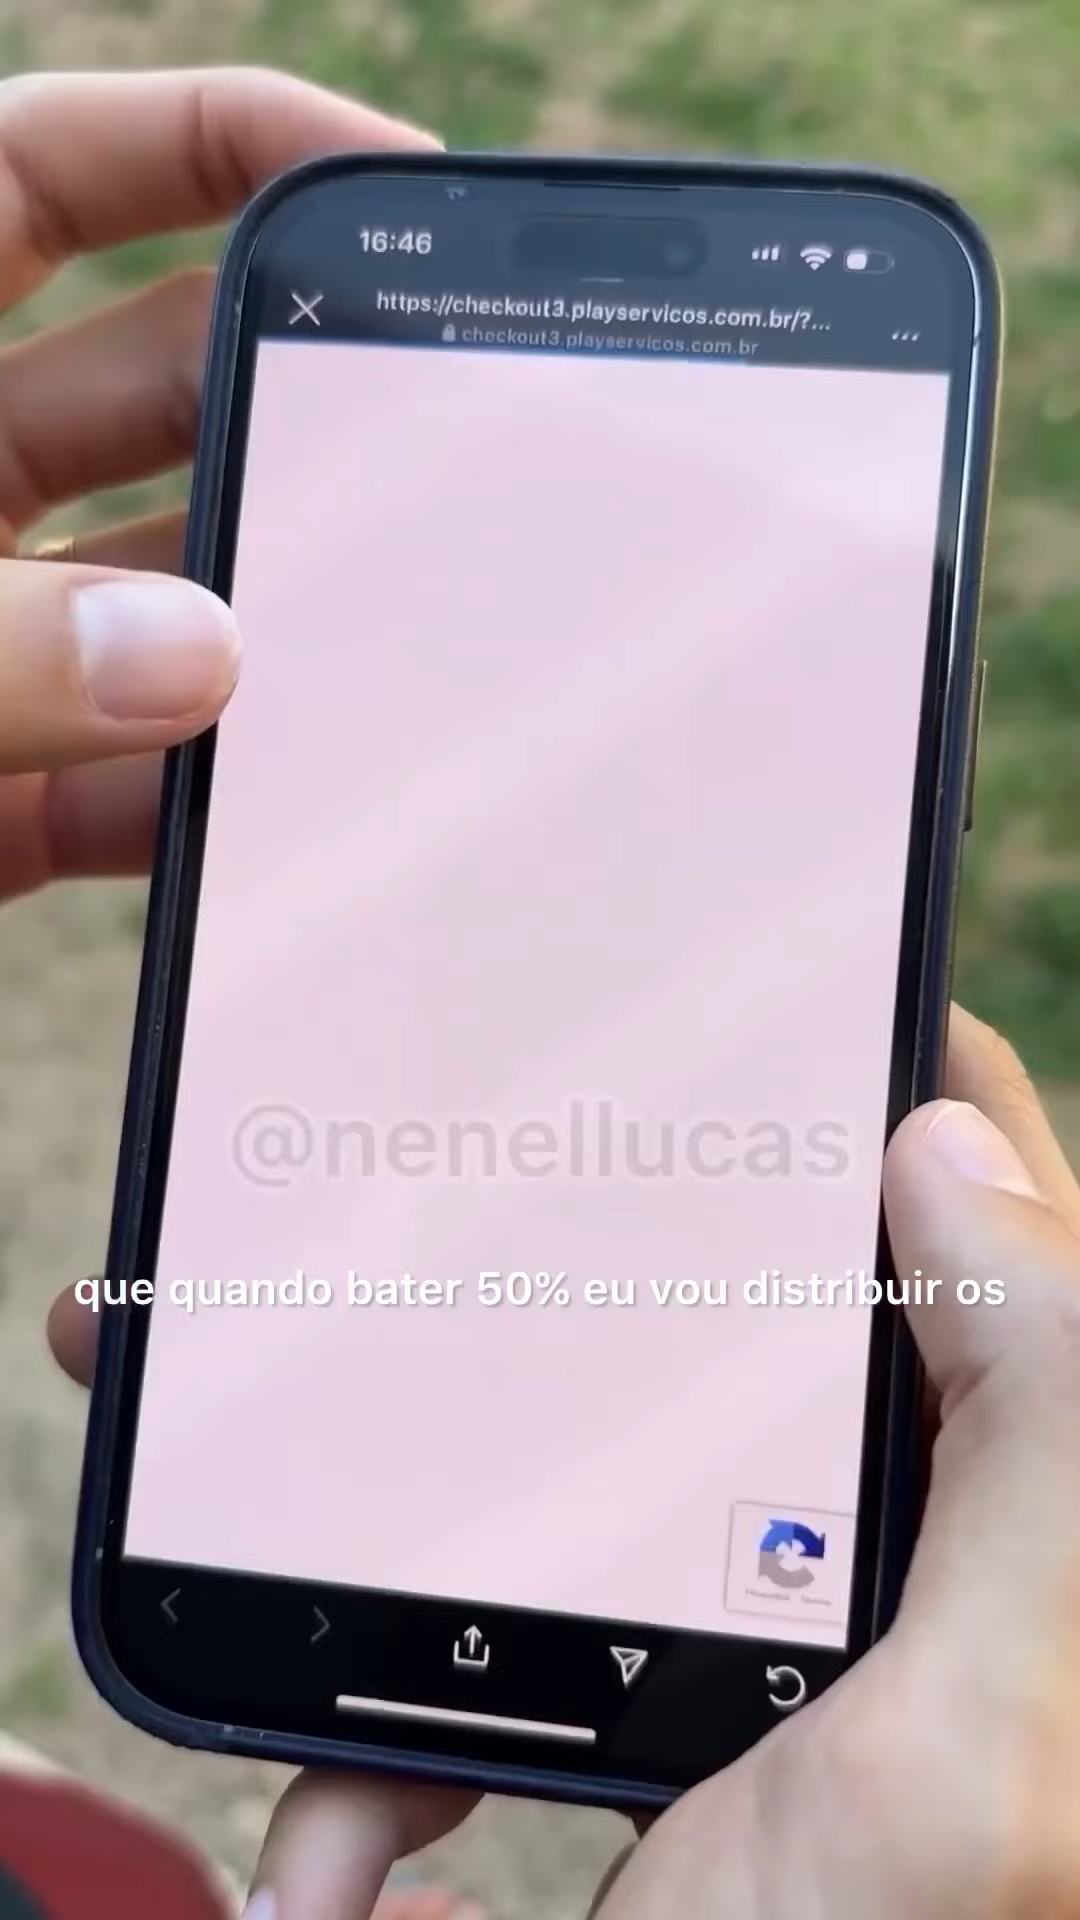 16:46
https://checkout3.playservicos.com.br/?...
checkout3.playservicos.com.br
@nenellucas
que quando bater 50% eu vou distribuir os